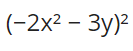 (−2x² − 3y)²